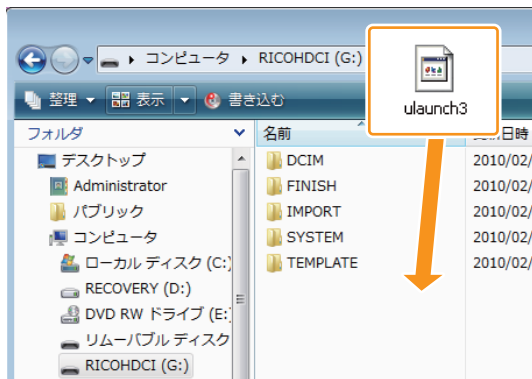 コンピュータ ▸ RICOHDCI (G:)
ulaunch3
整理 表示 書き込む
フォルダ 名前 更新日時
デスクトップ DCIM 2010/02/
Administrator FINISH 2010/02/
パブリック IMPORT 2010/02/
コンピュータ SYSTEM 2010/02/
ローカル ディスク (C:) TEMPLATE 2010/02/
RECOVERY (D:)
DVD RW ドライブ (E:)
リムーバブル ディスク
RICOHDCI (G:)